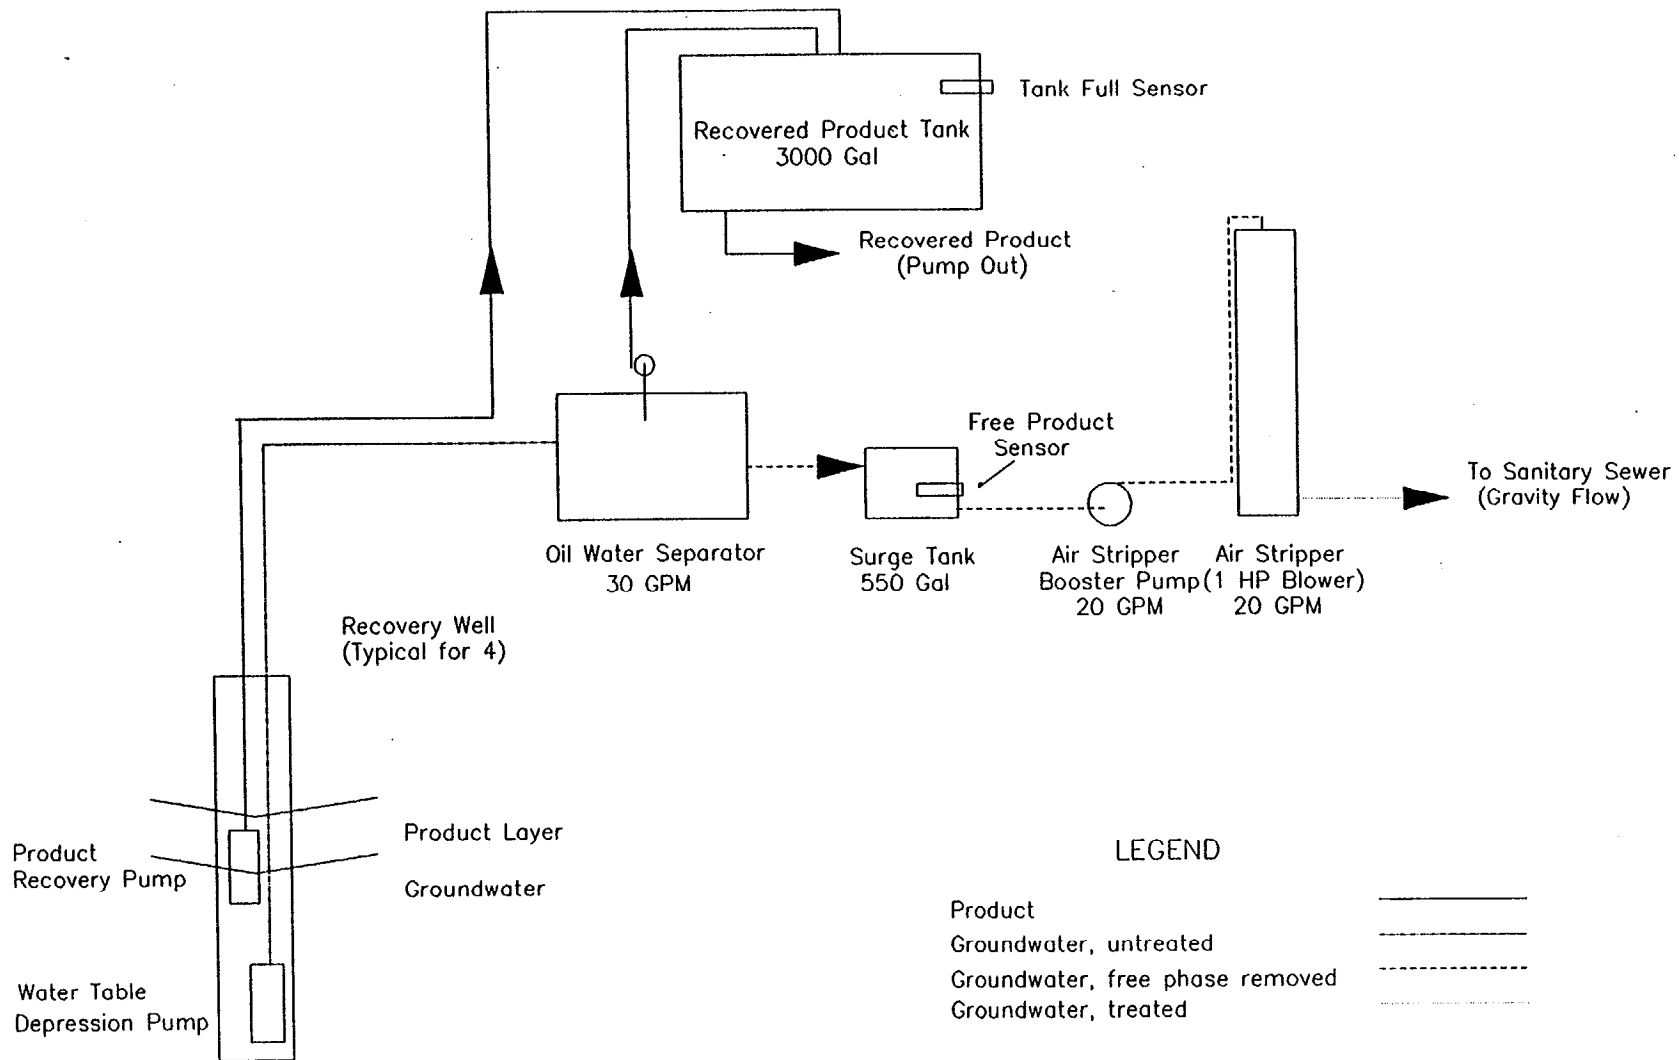 Tank Full Sensor
Recovered Product Tank
3000 Gal
Recovered Product
(Pump Out)
Free Product
Sensor
To Sanitary Sewer
(Gravity Flow)
Oil Water Separator
30 GPM
Surge Tank
550 Gal
Air Stripper
Booster Pump
20 GPM
Air Stripper
(1 HP Blower)
20 GPM
Recovery Well
(Typical for 4)
Product Layer
Groundwater
Product
Recovery Pump
Water Table
Depression Pump
LEGEND
Product
Groundwater, untreated
Groundwater, free phase removed
Groundwater, treated